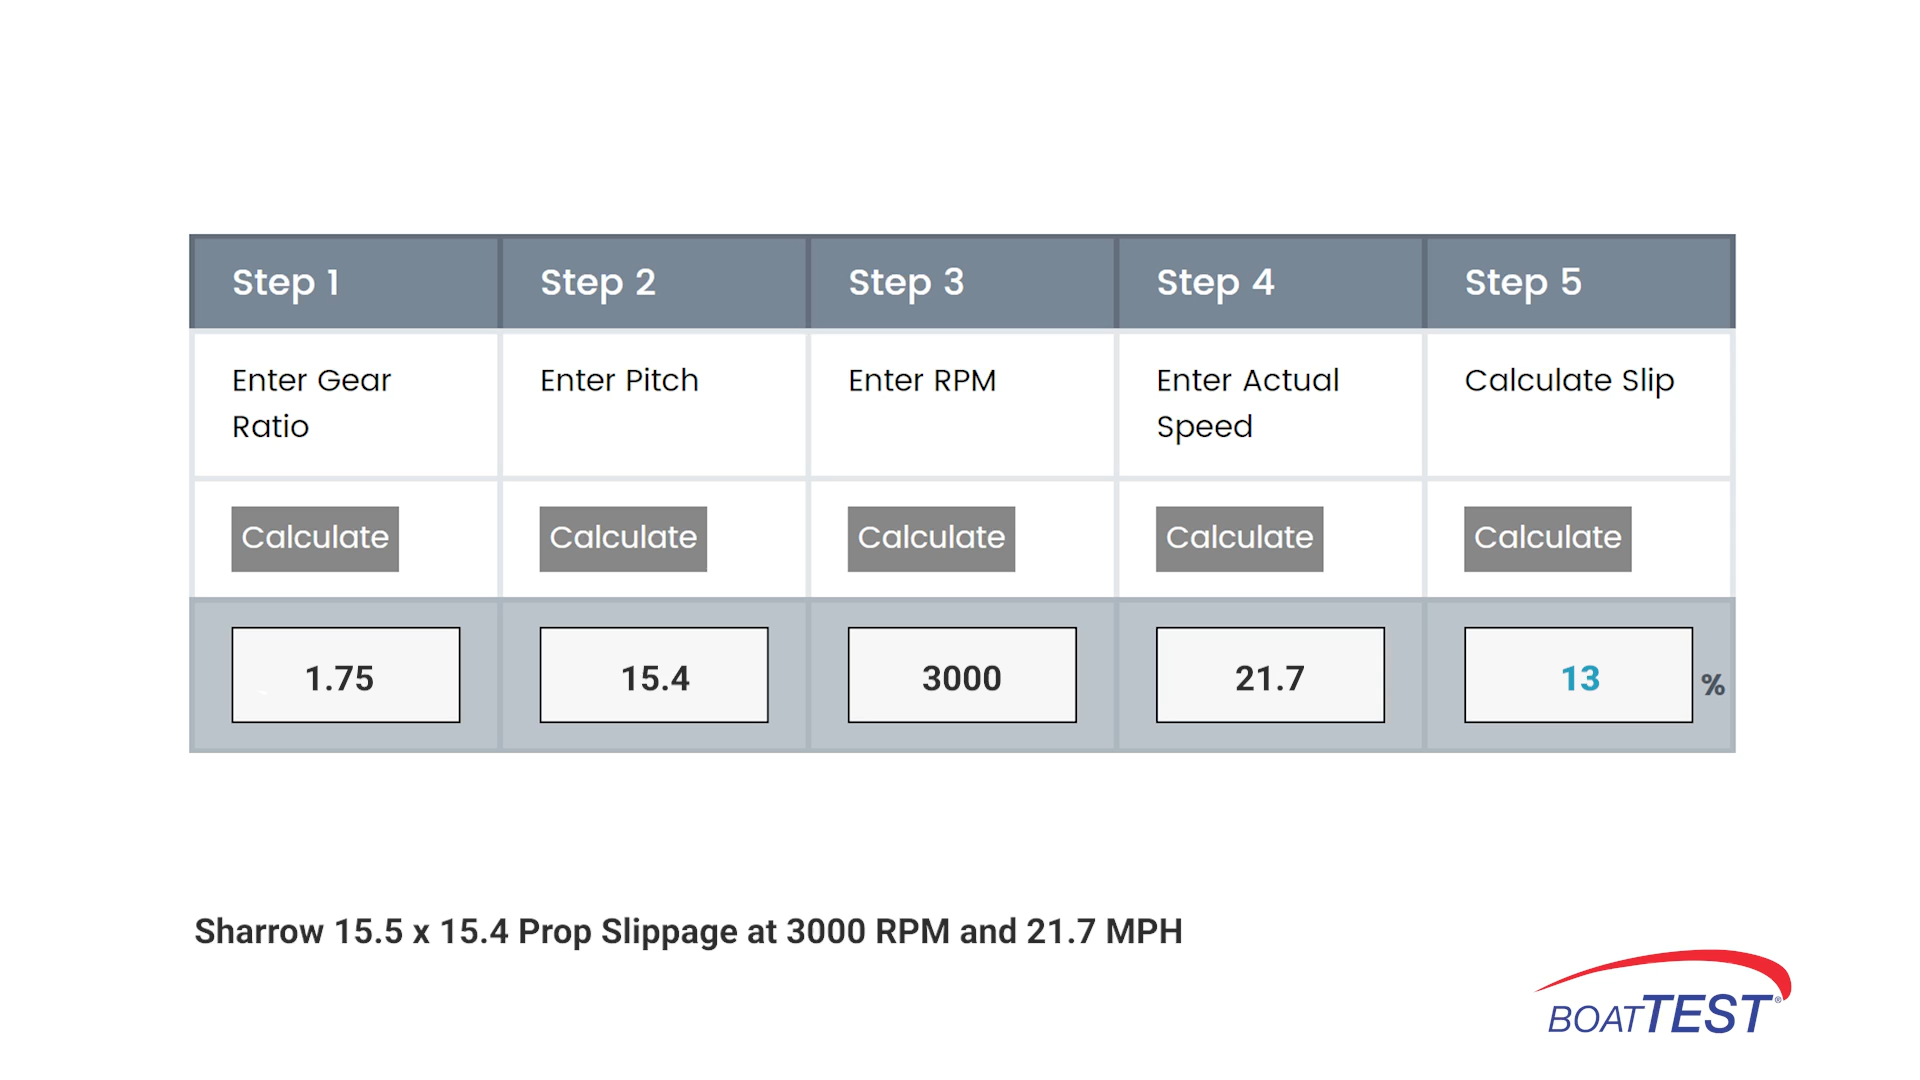 Step 1 Step 2 Step 3 Step 4 Step 5
Enter Gear Ratio Enter Pitch Enter RPM Enter Actual Speed Calculate Slip
Calculate Calculate Calculate Calculate Calculate
1.75 15.4 3000 21.7 13 %
Sharrow 15.5 x 15.4 Prop Slippage at 3000 RPM and 21.7 MPH
BOATTEST®